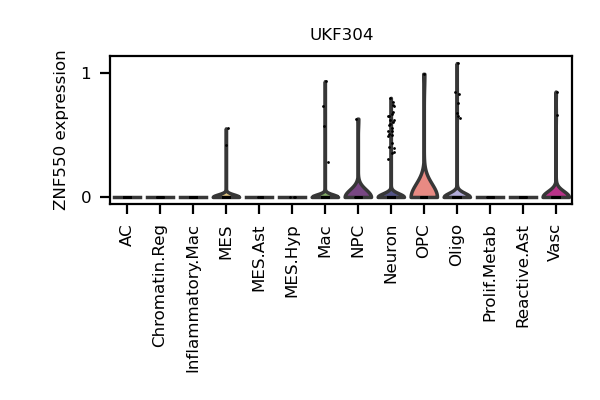 UKF304
ZNF550 expression
1
0
AC
Chromatin.Reg
Inflammatory.Mac
MES
MES.Ast
MES.Hyp
Mac
NPC
Neuron
OPC
Oligo
Prolif.Metab
Reactive.Ast
Vasc